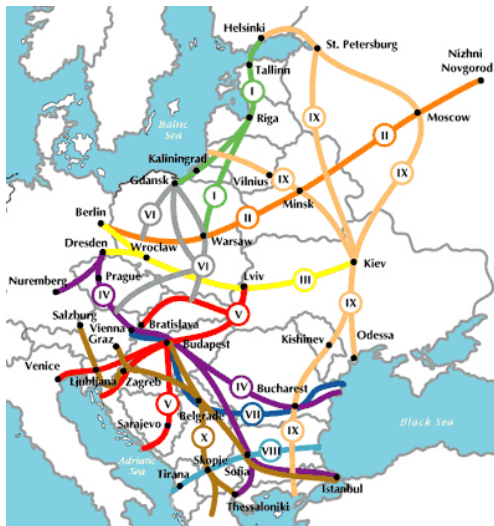 Helsinki
St. Petersburg
Nizhni
Novgorod
Tallinn
I
IX
Moscow
Riga
Baltic
Sea
II
Kaliningrad
IX
IX
Vilnius
Gdansk
I
Minsk
Berlin
VI
II
Warsaw
Dresden
Wroclaw
VI
Kiev
Lviv
III
Nuremberg
Prague
IV
V
IX
Salzburg
Vienna
Bratislava
Graz
Budapest
Kishinev
Odessa
Venice
Ljubljana
Zagreb
IV
Bucharest
V
VII
Belgrade
Sarajevo
X
IX
Black Sea
VIII
Adriatic
Sea
Skopje
Tirana
Sofia
Istanbul
Thessaloniki